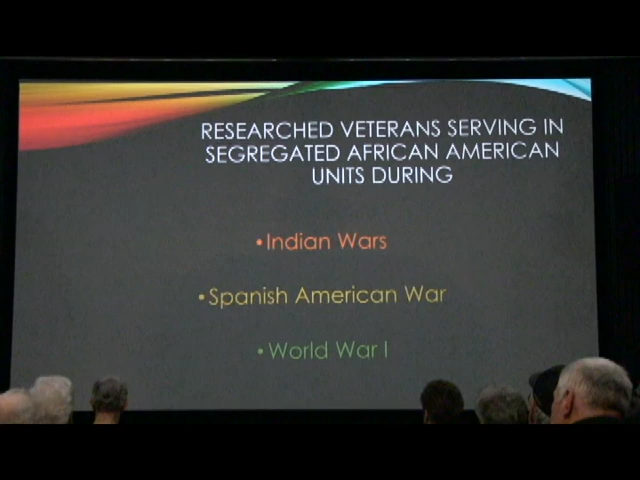 RESEARCHED VETERANS SERVING IN
SEGREGATED AFRICAN AMERICAN
UNITS DURING
•Indian Wars
•Spanish American War
•World War I